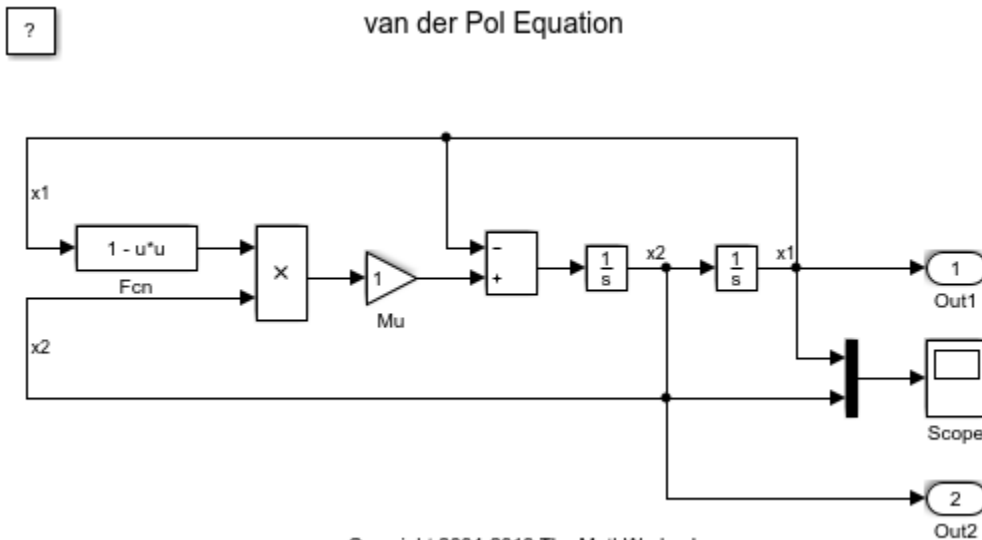 ?
van der Pol Equation
x1
1 - u*u
Fcn
×
x2
1
Mu
−
+
1
s
x2
1
s
x1
1
Out1
Scope
2
Out2